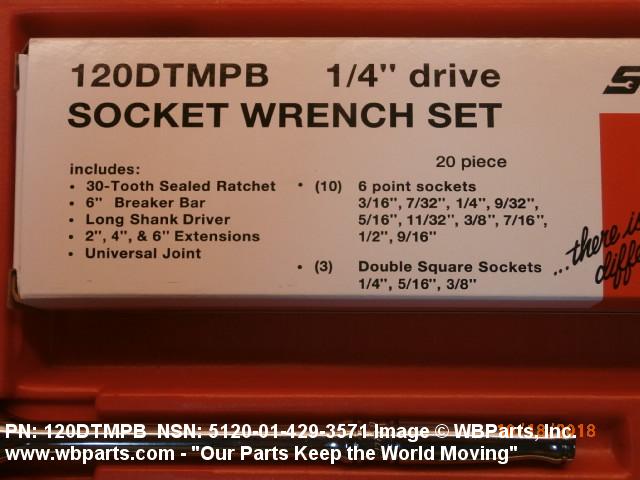 120DTMPB 1/4" drive
SOCKET WRENCH SET
20 piece
includes:
• 30-Tooth Sealed Ratchet
• 6" Breaker Bar
• Long Shank Driver
• 2", 4", & 6" Extensions
• Universal Joint
• (10) 6 point sockets
3/16", 7/32", 1/4", 9/32",
5/16", 11/32", 3/8", 7/16",
1/2", 9/16"
• (3) Double Square Sockets
1/4", 5/16", 3/8"
...there is
PN: 120DTMPB NSN: 5120-01-429-3571 Image © WBParts, Inc.
www.wbparts.com - "Our Parts Keep the World Moving"